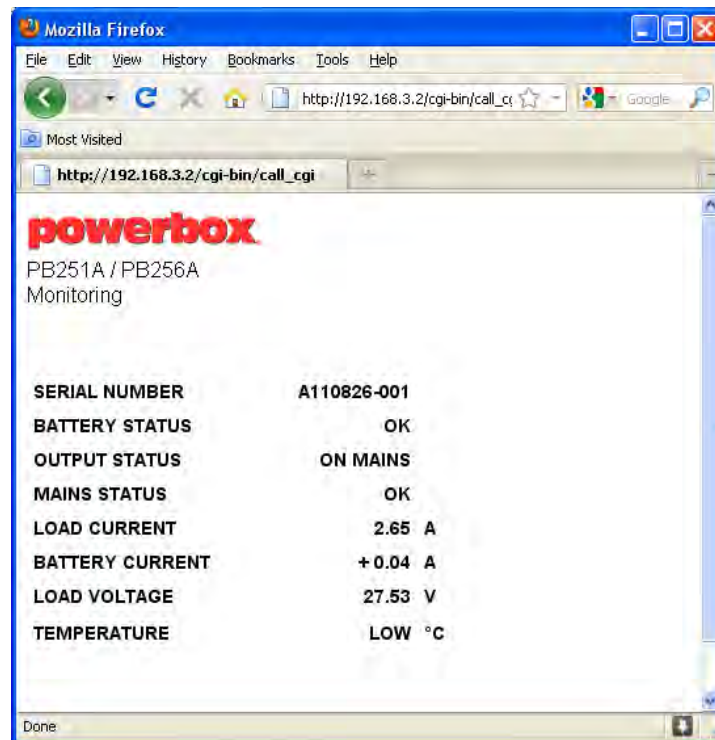 Mozilla Firefox
File Edit View History Bookmarks Tools Help
http://192.168.3.2/cgi-bin/call_c Google
Most Visited
http://192.168.3.2/cgi-bin/call_cgi
powerbox
PB251A / PB256A
Monitoring
SERIAL NUMBER A110826-001
BATTERY STATUS OK
OUTPUT STATUS ON MAINS
MAINS STATUS OK
LOAD CURRENT 2.65 A
BATTERY CURRENT + 0.04 A
LOAD VOLTAGE 27.53 V
TEMPERATURE LOW °C
Done